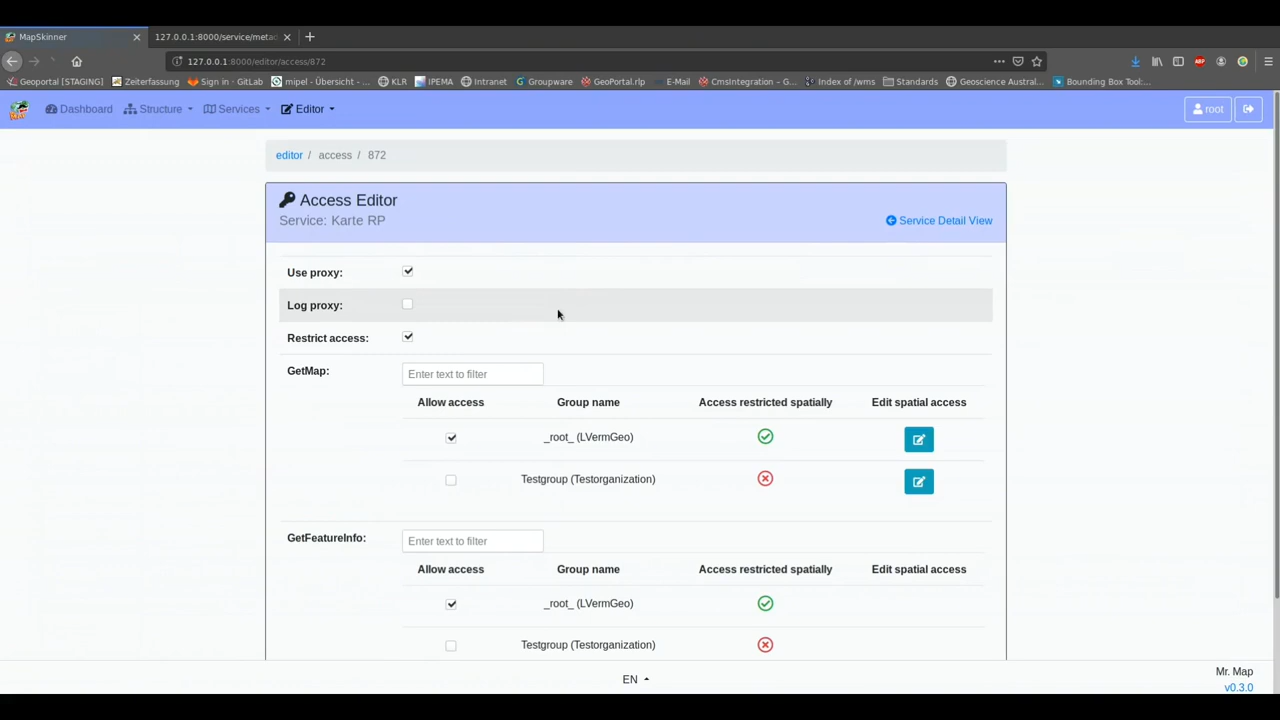 MapSkinner
127.0.0.1:8000/service/metad
127.0.0.1:8000/editor/access/872
Geoportal [STAGING] Zeiterfassung Sign in · GitLab mipel - Übersicht - ... KLR IPEMA Intranet Groupware GeoPortal.rlp E-Mail CmsIntegration – G... Index of /wms Standards Geoscience Austral... Bounding Box Tool:...
Dashboard Structure Services Editor root
editor / access / 872
Access Editor
Service: Karte RP
Service Detail View
Use proxy:
Log proxy:
Restrict access:
GetMap: Enter text to filter
Allow access Group name Access restricted spatially Edit spatial access
_root_ (LVermGeo)
Testgroup (Testorganization)
GetFeatureInfo: Enter text to filter
Allow access Group name Access restricted spatially Edit spatial access
_root_ (LVermGeo)
Testgroup (Testorganization)
EN
Mr. Map
v0.3.0